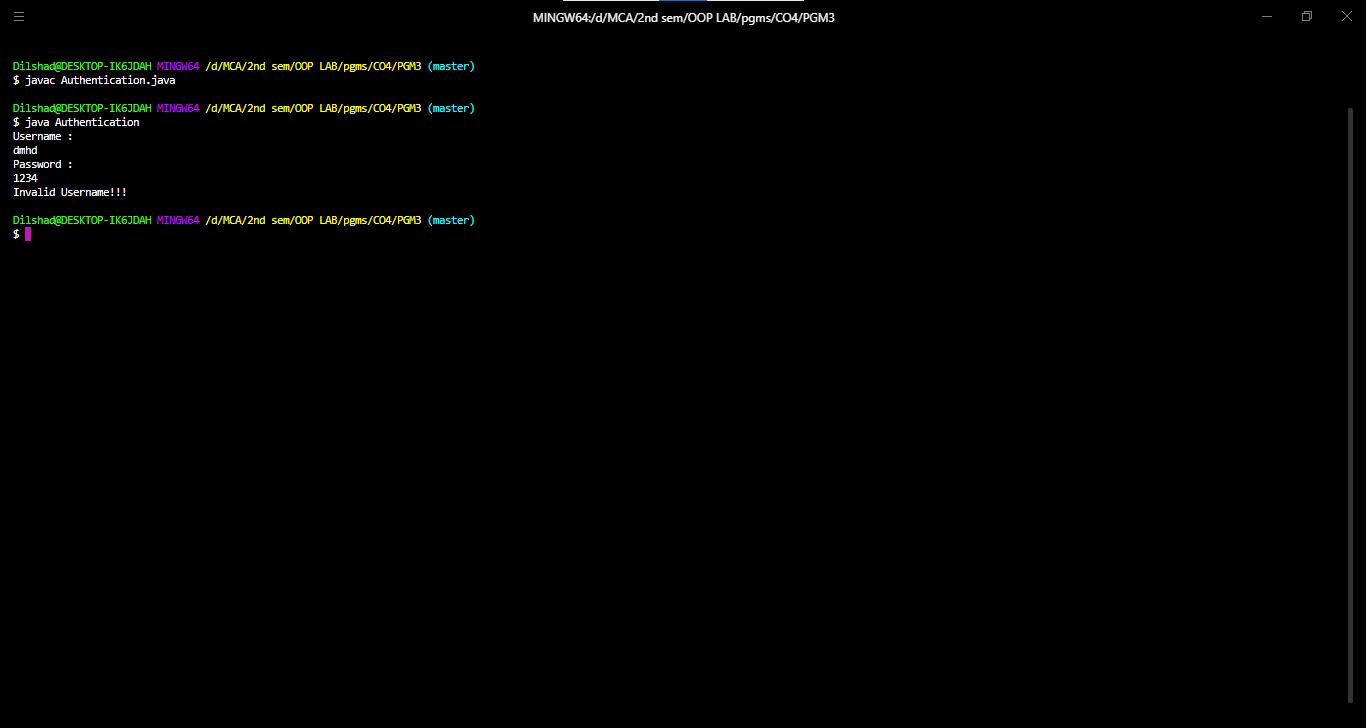 MINGW64:/d/MCA/2nd sem/OOP LAB/pgms/CO4/PGM3
Dilshad@DESKTOP-IK6JDAH MINGW64 /d/MCA/2nd sem/OOP LAB/pgms/CO4/PGM3 (master)
$ javac Authentication.java
Dilshad@DESKTOP-IK6JDAH MINGW64 /d/MCA/2nd sem/OOP LAB/pgms/CO4/PGM3 (master)
$ java Authentication
Username :
dmhd
Password :
1234
Invalid Username!!!
Dilshad@DESKTOP-IK6JDAH MINGW64 /d/MCA/2nd sem/OOP LAB/pgms/CO4/PGM3 (master)
$